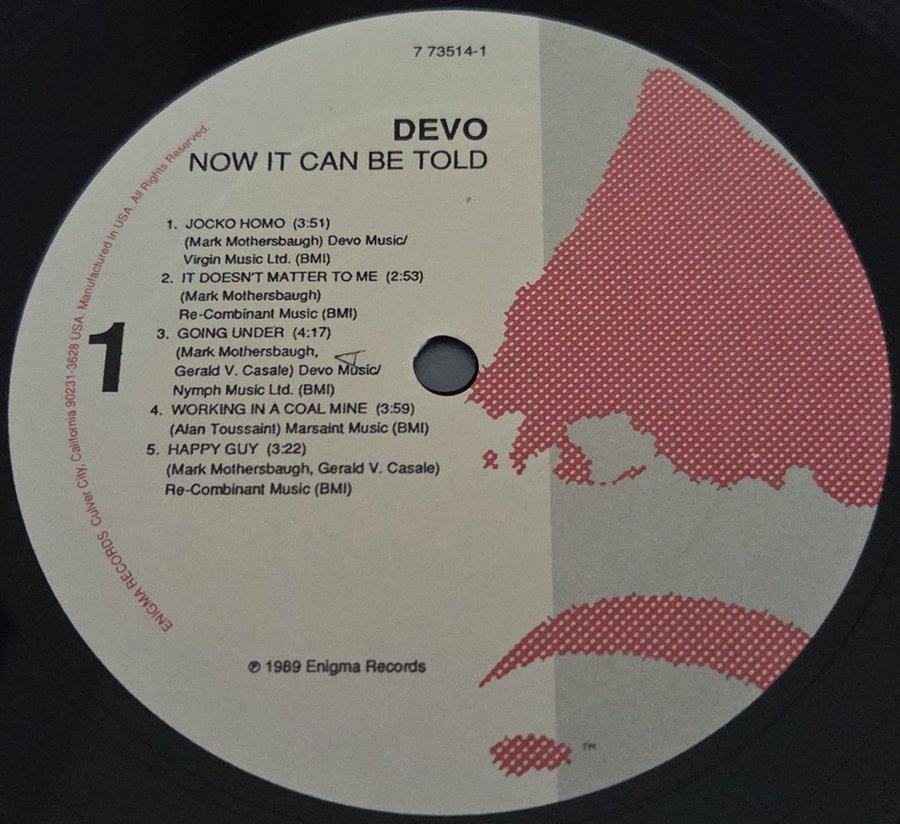 7 73514-1
DEVO
NOW IT CAN BE TOLD
1. JOCKO HOMO (3:51)
(Mark Mothersbaugh) Devo Music/
Virgin Music Ltd. (BMI)
2. IT DOESN'T MATTER TO ME (2:53)
(Mark Mothersbaugh)
Re-Combinant Music (BMI)
3. GOING UNDER (4:17)
(Mark Mothersbaugh,
Gerald V. Casale) Devo Music/
Nymph Music Ltd. (BMI)
4. WORKING IN A COAL MINE (3:59)
(Alan Toussaint) Marsaint Music (BMI)
5. HAPPY GUY (3:22)
(Mark Mothersbaugh, Gerald V. Casale)
Re-Combinant Music (BMI)
1
℗ 1989 Enigma Records
ENIGMA RECORDS Culver City, California 90231-3628 USA. Manufactured In USA. All Rights Reserved.
TM